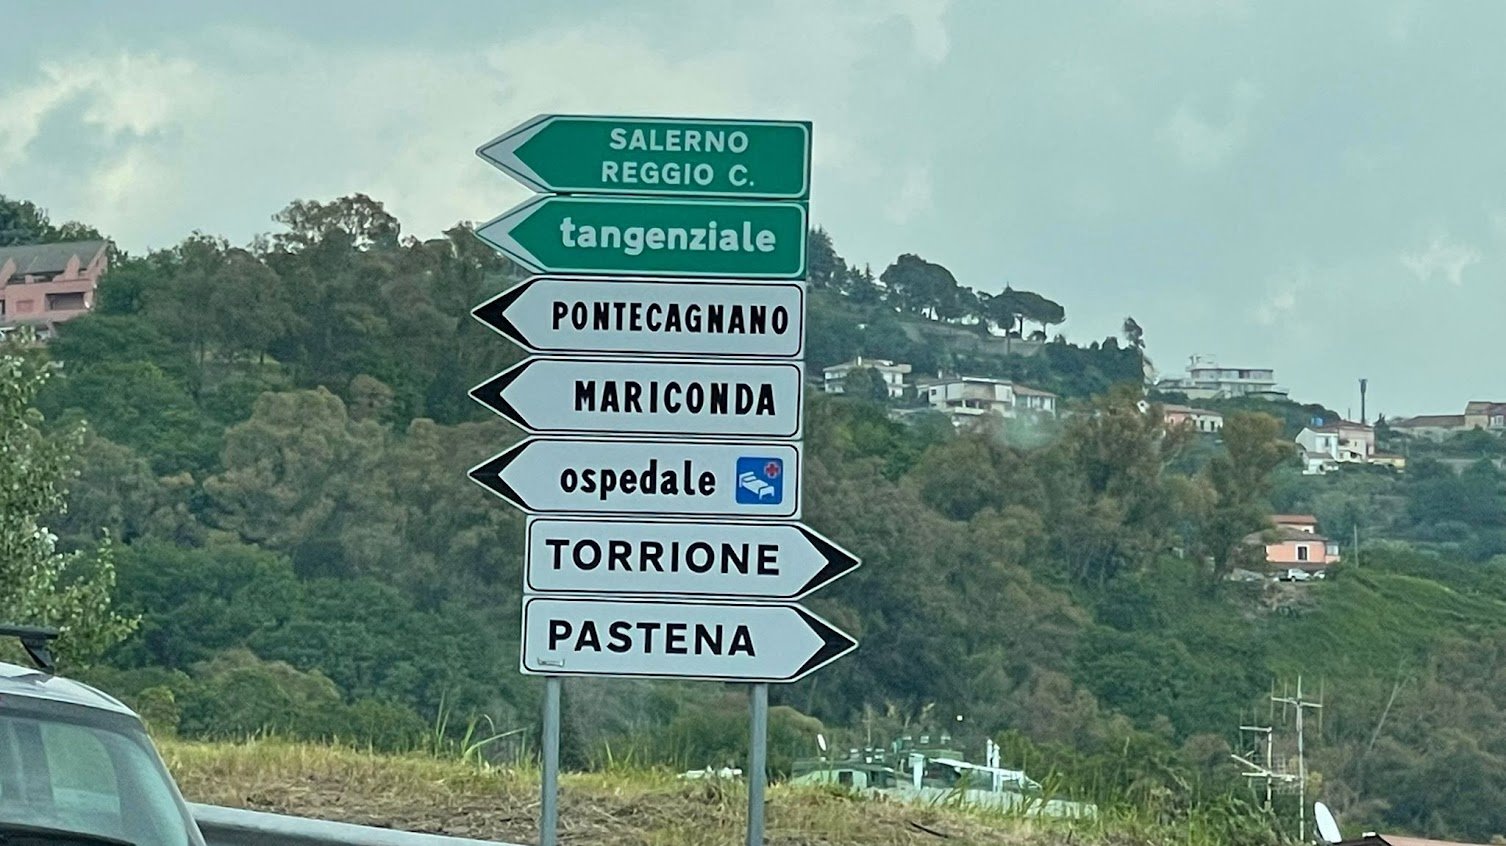 SALERNO
REGGIO C.
tangenziale
PONTECAGNANO
MARICONDA
ospedale
TORRIONE
PASTENA